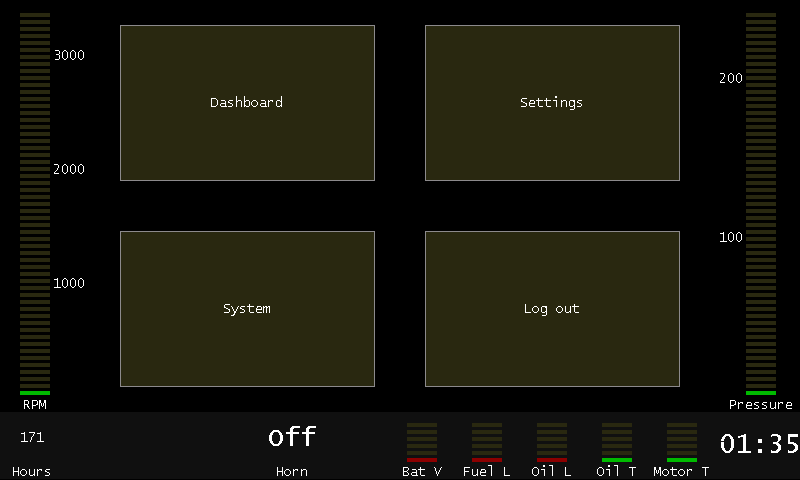 3000
200
Dashboard
Settings
2000
100
1000
System
Log out
RPM
Pressure
171
Off
01:35
Hours
Horn
Bat V
Fuel L
Oil L
Oil T
Motor T